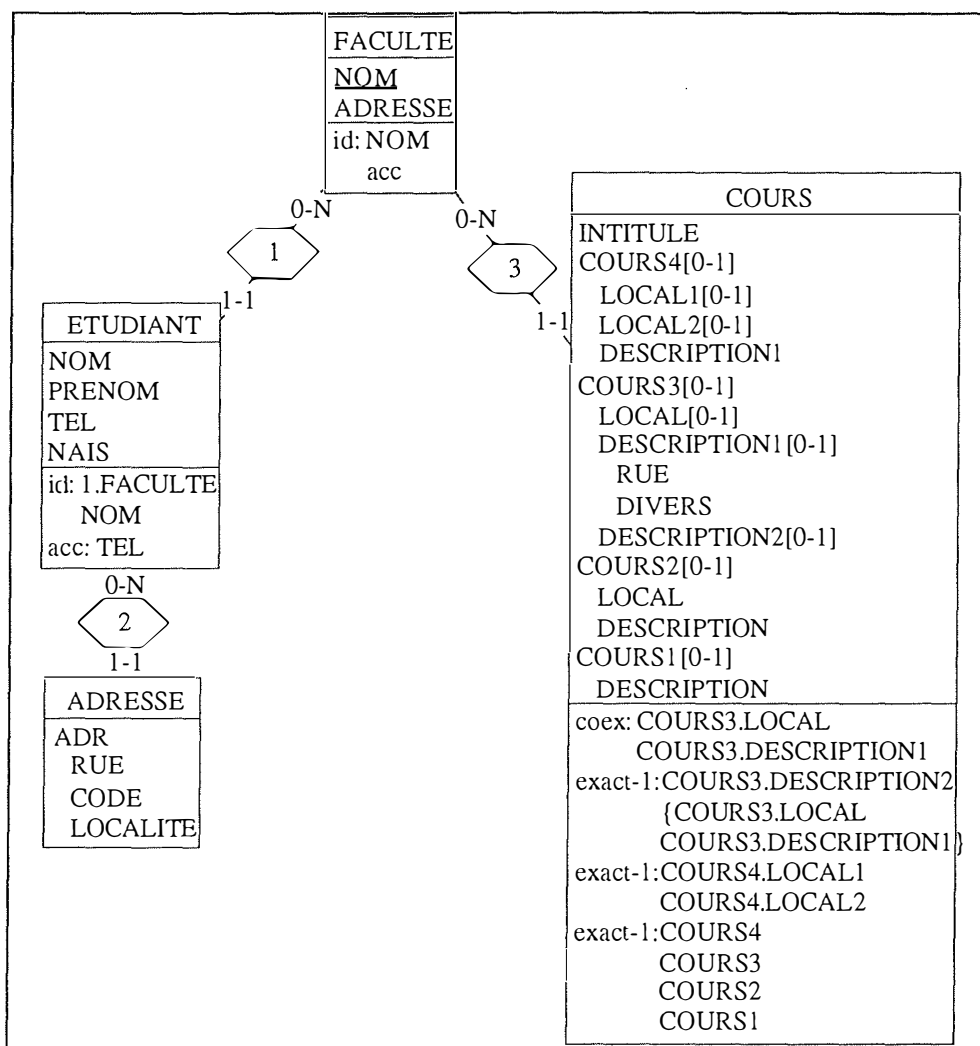 FACULTE
NOM
ADRESSE
id: NOM
acc
0-N
0-N
1
3
1-1
1-1
ETUDIANT
NOM
PRENOM
TEL
NAIS
id: 1.FACULTE
NOM
acc: TEL
0-N
2
1-1
ADRESSE
ADR
RUE
CODE
LOCALITE
COURS
INTITULE
COURS4[0-1]
LOCAL1[0-1]
LOCAL2[0-1]
DESCRIPTION1
COURS3[0-1]
LOCAL[0-1]
DESCRIPTION1[0-1]
RUE
DIVERS
DESCRIPTION2[0-1]
COURS2[0-1]
LOCAL
DESCRIPTION
COURS1[0-1]
DESCRIPTION
coex: COURS3.LOCAL
COURS3.DESCRIPTION1
exact-1:COURS3.DESCRIPTION2
{COURS3.LOCAL
COURS3.DESCRIPTION1}
exact-1:COURS4.LOCAL1
COURS4.LOCAL2
exact-1:COURS4
COURS3
COURS2
COURS1